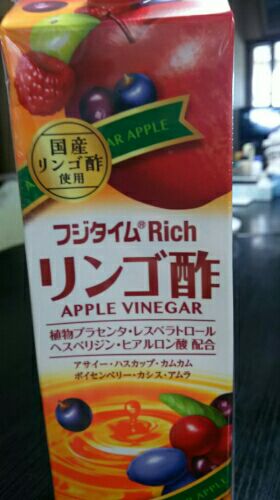 国産
リンゴ酢
使用
AR APPLE
フジタイム® Rich
リンゴ酢
APPLE VINEGAR
植物プラセンタ・レスベラトロール
ヘスペリジン・ヒアルロン酸 配合
アサイー・ハスカップ・カムカム
ボイセンベリー・カシス・アムラ